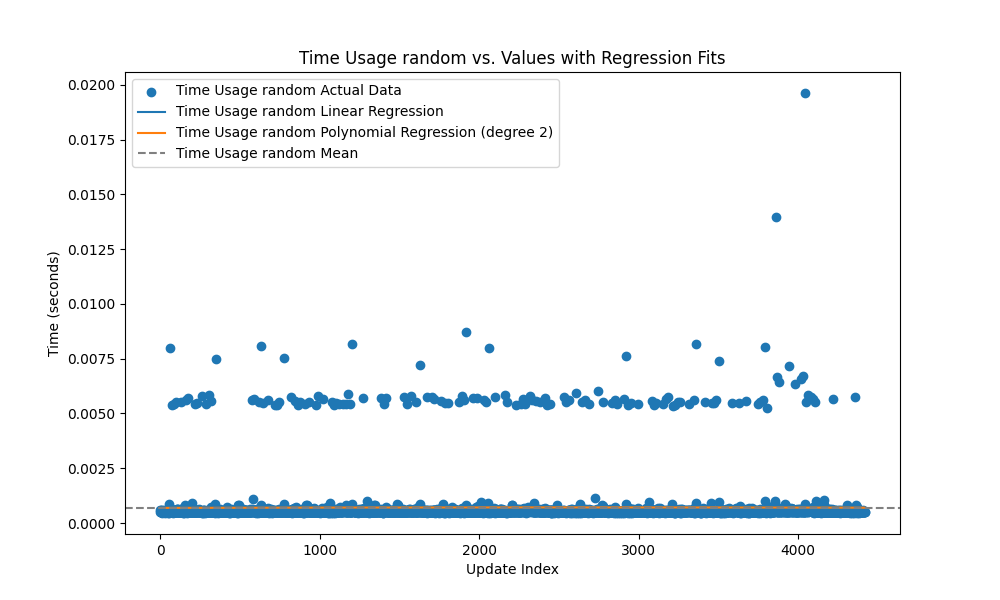 Time Usage random vs. Values with Regression Fits
Time Usage random Actual Data
Time Usage random Linear Regression
Time Usage random Polynomial Regression (degree 2)
Time Usage random Mean
Time (seconds)
0.0200
0.0175
0.0150
0.0125
0.0100
0.0075
0.0050
0.0025
0.0000
0 1000 2000 3000 4000
Update Index